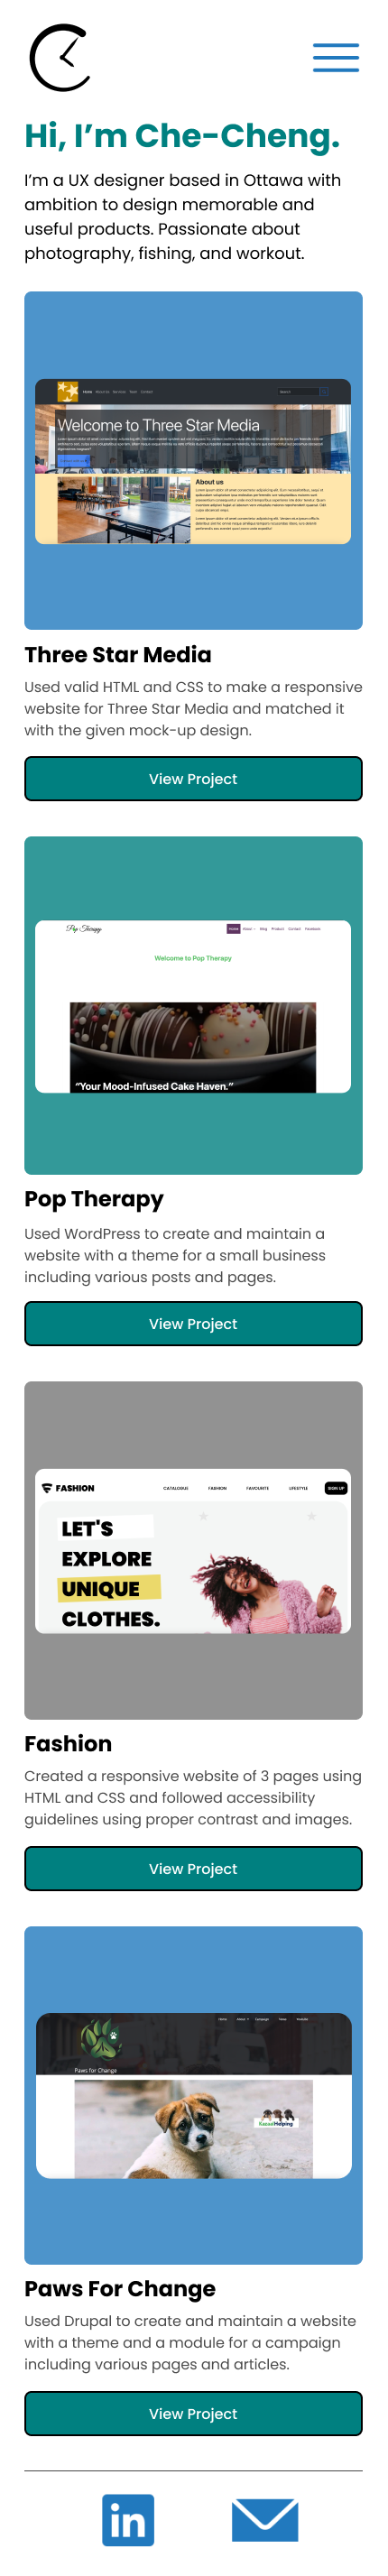 Hi, I’m Che-Cheng.
I’m a UX designer based in Ottawa with
ambition to design memorable and
useful products. Passionate about
photography, fishing, and workout.
Home
Contact
Search
Welcome to Three Star Media
About us
Three Star Media
Used valid HTML and CSS to make a responsive
website for Three Star Media and matched it
with the given mock-up design.
View Project
Pop Therapy
HOME
Blog
Product
Contact
Welcome to Pop Therapy
“Your Mood-Infused Cake Haven.”
Pop Therapy
Used WordPress to create and maintain a
website with a theme for a small business
including various posts and pages.
View Project
FASHION
CATALOGUE
FASHION
FAVOURITE
LIFESTYLE
SIGN UP
LET'S
EXPLORE
UNIQUE
CLOTHES.
Fashion
Created a responsive website of 3 pages using
HTML and CSS and followed accessibility
guidelines using proper contrast and images.
View Project
Paws for Change
Paws For Change
Used Drupal to create and maintain a website
with a theme and a module for a campaign
including various pages and articles.
View Project
in